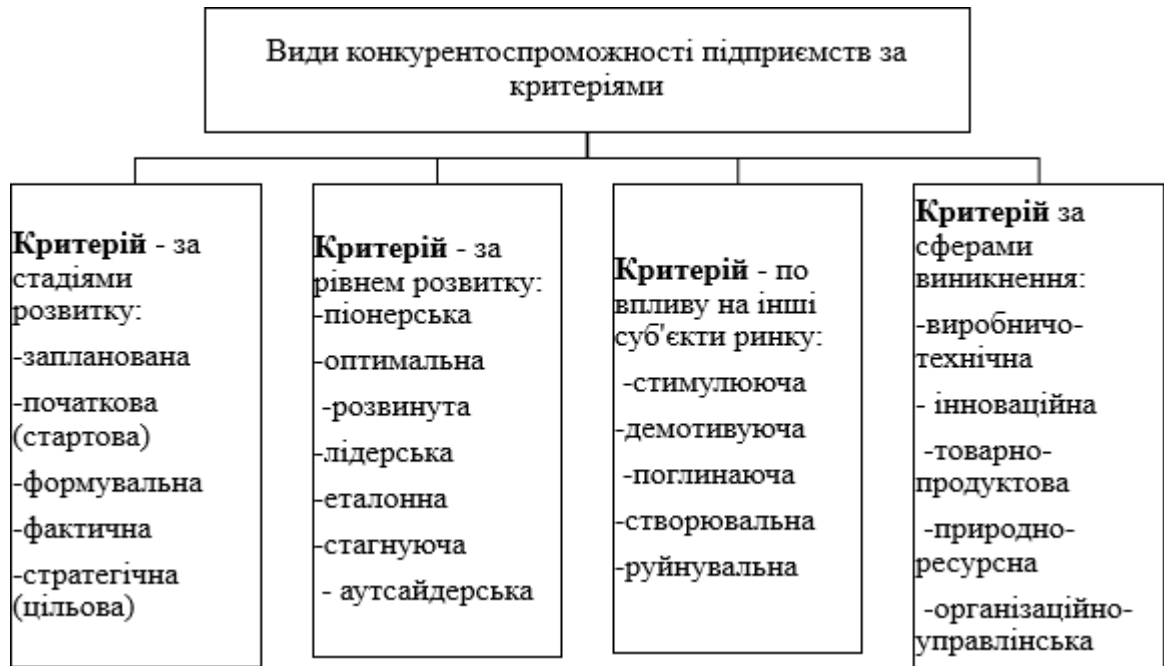 Види конкурентоспроможності підприємств за
критеріями
Критерій - за
стадіями
розвитку:
-запланована
-початкова
(стартова)
-формувальна
-фактична
-стратегічна
(цільова)
Критерій - за
рівнем розвитку:
-піонерська
-оптимальна
-розвинута
-лідерська
-еталонна
-стагнуюча
- аутсайдерська
Критерій - по
впливу на інші
суб'єкти ринку:
-стимулююча
-демотивуюча
-поглинаюча
-створювальна
-руйнувальна
Критерій за
сферами
виникнення:
-виробничо-
технічна
- інноваційна
-товарно-
продуктова
-природно-
ресурсна
-організаційно-
управлінська